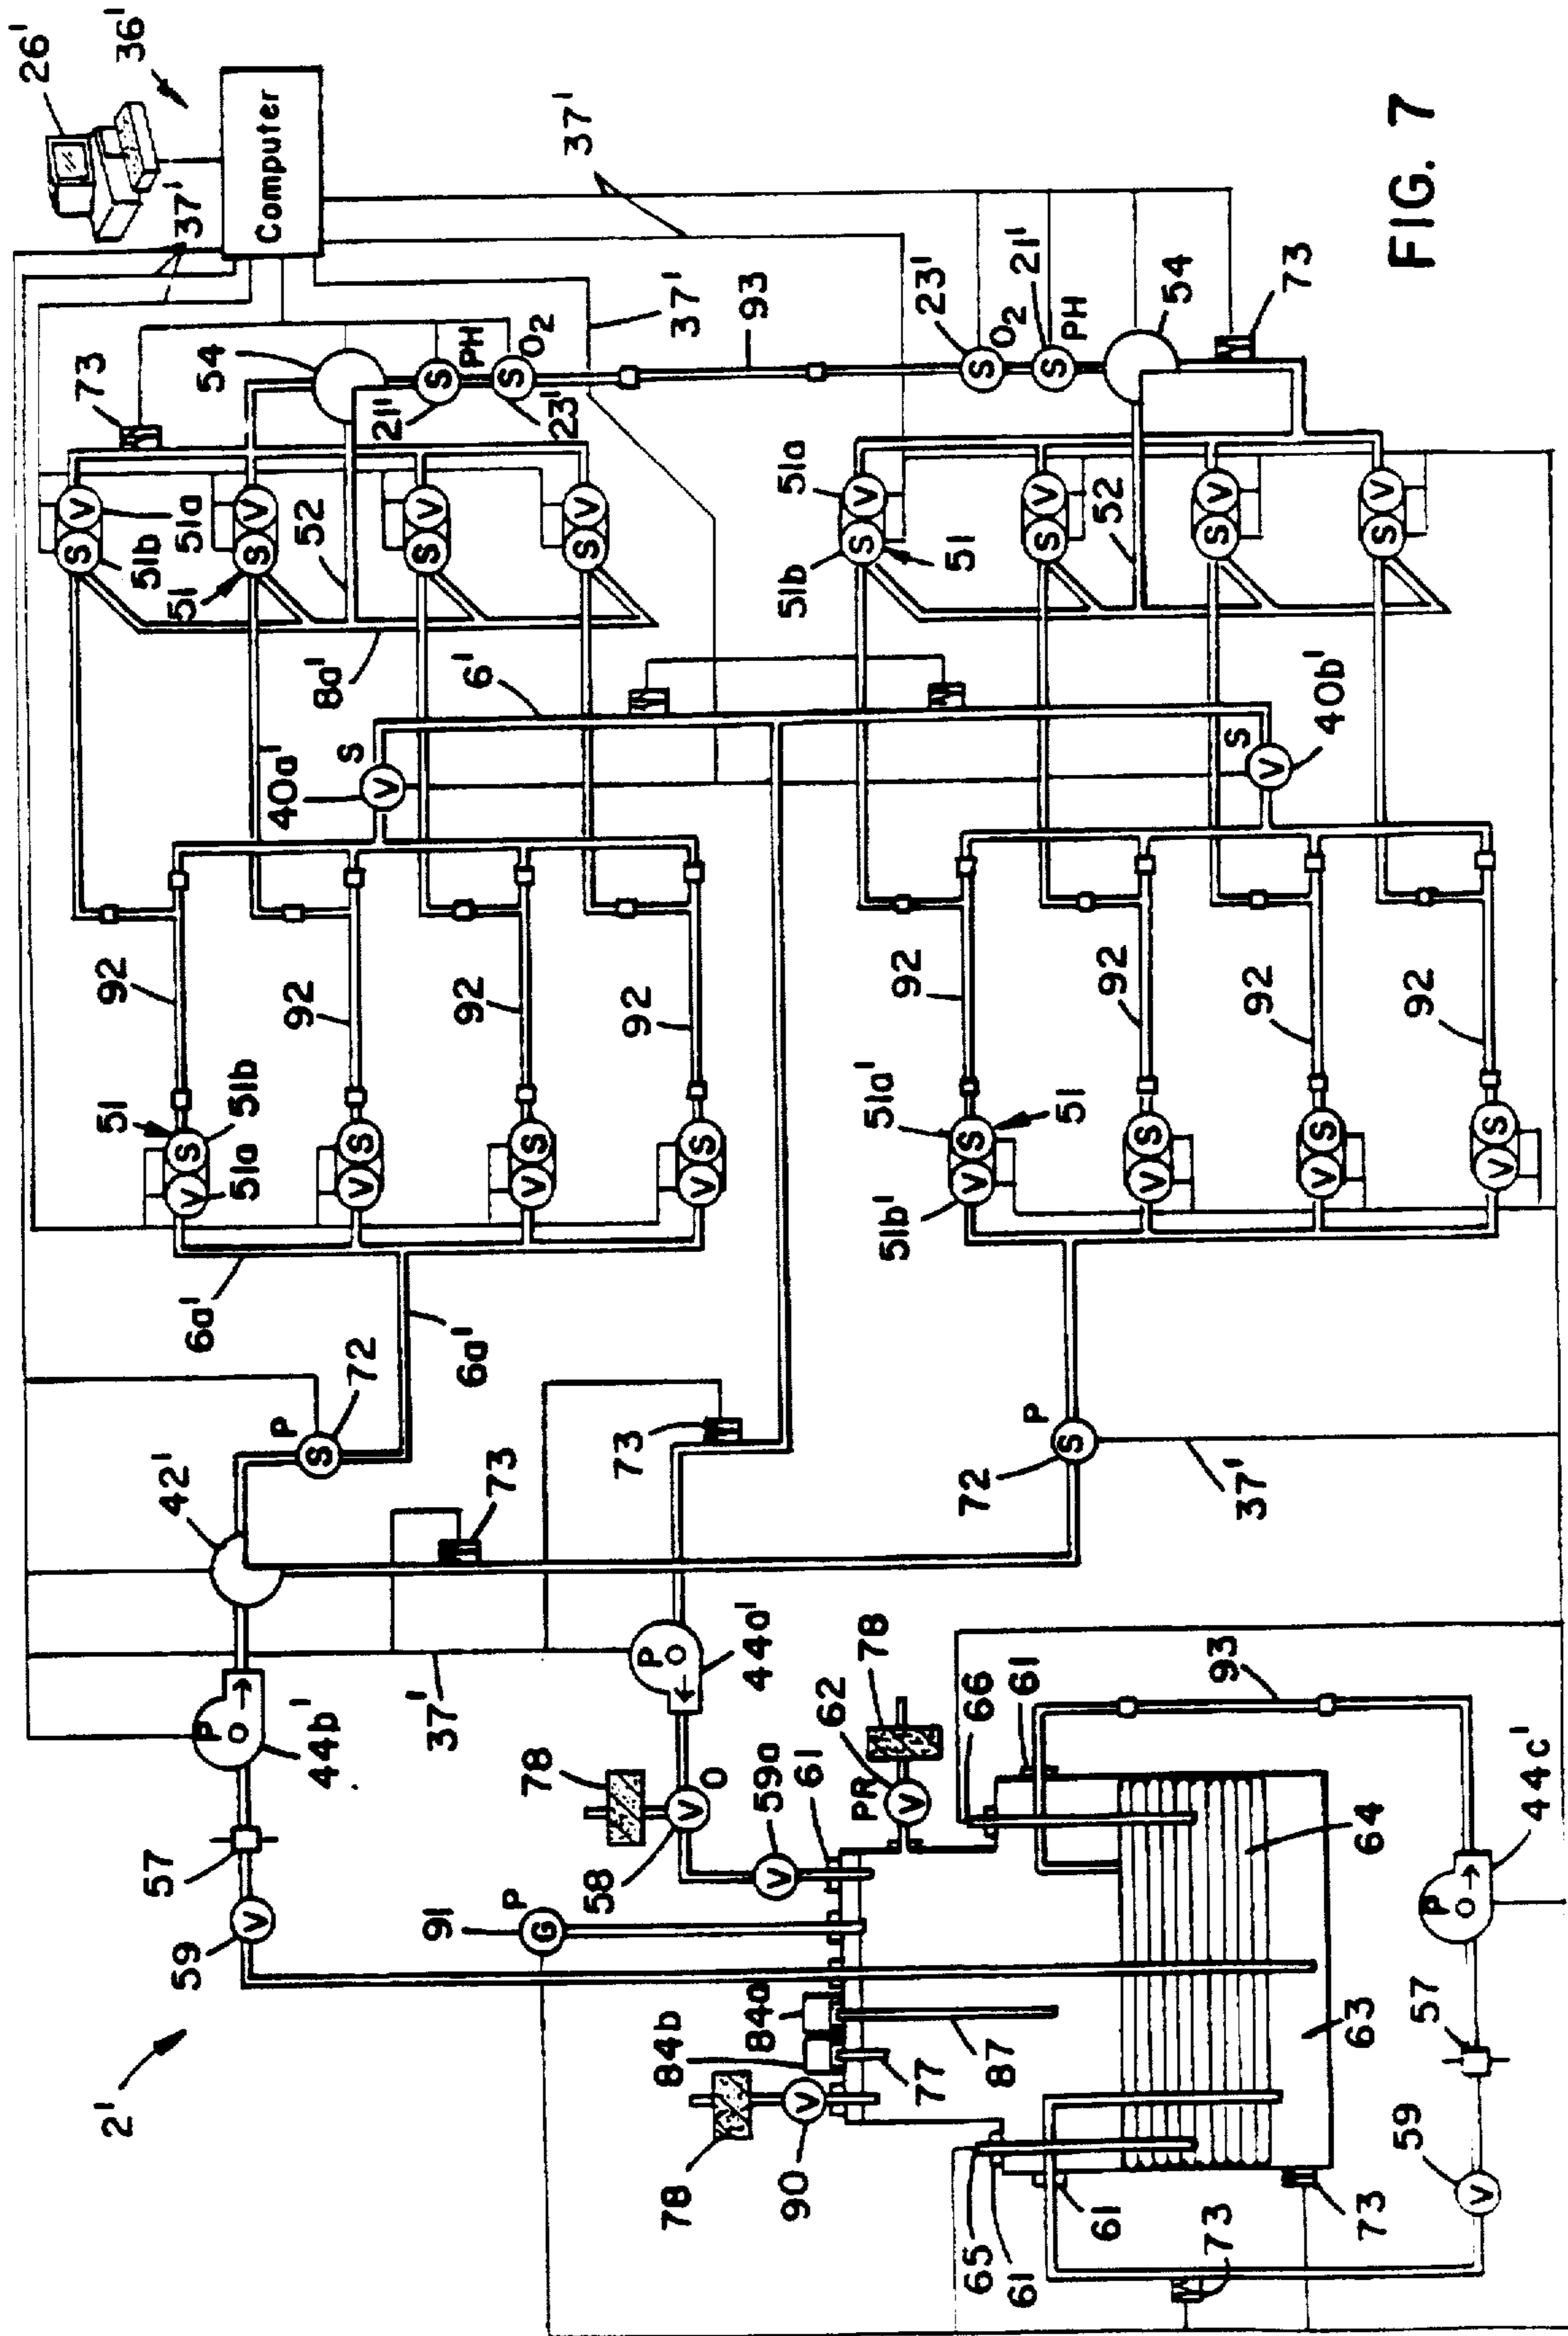 26'
36'
37'
Computer
37'
73
54
PH
O2
21'
23'
37'
93
23'
O2
21'
PH
54
73
FIG. 7
S
V
51b
51a
51
S
V
52
S
V
S
V
8a'
51a
V
S
51b
51
S
V
52
S
V
S
V
6'
S
V
40a'
S
V
40b'
92
92
92
92
92
92
92
92
51
51b
V
S
51a
V
S
V
S
V
S
51a'
51
V
S
51b'
V
S
V
S
V
S
6a'
6a'
P
S
72
42'
73
73
P
S
72
37'
P
O
44b'
37'
P
O
44a'
57
V
59
78
V
O
58
59a
V
61
62
PR
V
78
66
61
93
P
G
91
84a
84b
87
77
78
V
90
65
61
61
73
73
63
64
P
O
44c'
57
V
59
2'